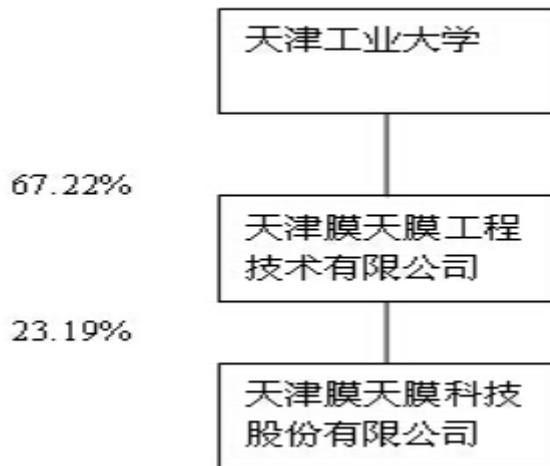 天津工业大学
67.22%
天津膜天膜工程
技术有限公司
23.19%
天津膜天膜科技
股份有限公司